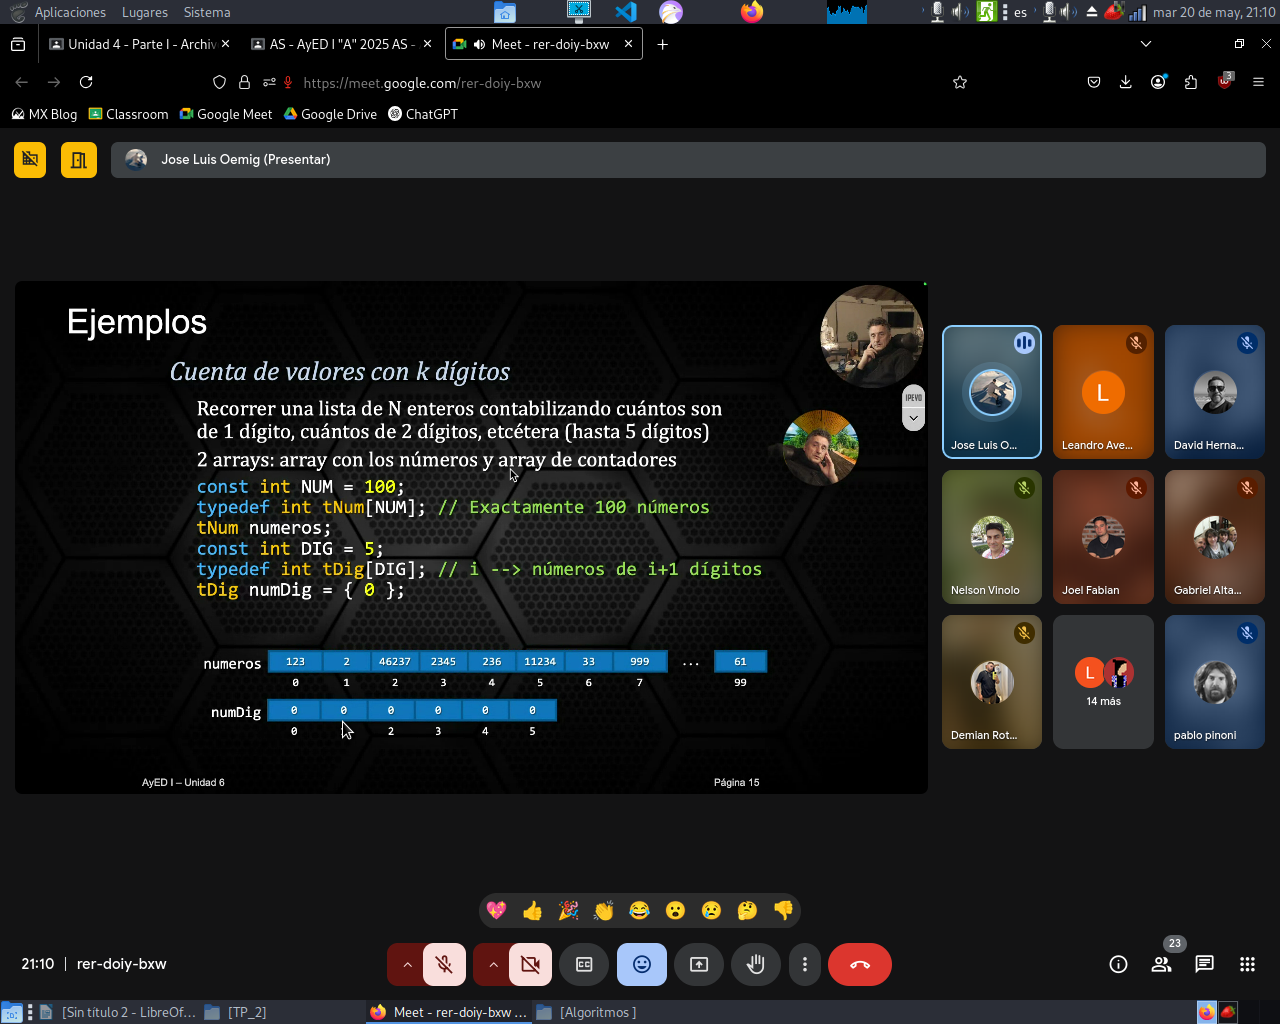 Aplicaciones Lugares Sistema
es mar 20 de may, 21:10
Unidad 4 - Parte I - Archiv
AS - AyED I "A" 2025 AS -
Meet - rer-doiy-bxw
https://meet.google.com/rer-doiy-bxw
3
MX Blog Classroom Google Meet Google Drive ChatGPT
Jose Luis Oemig (Presentar)
Ejemplos
Cuenta de valores con k dígitos
Recorrer una lista de N enteros contabilizando cuántos son
de 1 dígito, cuántos de 2 dígitos, etcétera (hasta 5 dígitos)
2 arrays: array con los números y array de contadores
const int NUM = 100;
typedef int tNum[NUM]; // Exactamente 100 números
tNum numeros;
const int DIG = 5;
typedef int tDig[DIG]; // i --> números de i+1 dígitos
tDig numDig = { 0 };
numeros 123 2 46237 2345 236 11234 33 999 ... 61
0 1 2 3 4 5 6 7 99
numDig 0 0 0 0 0 0
0 2 3 4 5
AyED I – Unidad 6
Página 15
IPEVO
Jose Luis O...
L
Leandro Ave...
David Herna...
Nelson Vinolo
Joel Fabian
Gabriel Alta...
Demian Rot...
L
14 más
pablo pinoni
21:10 | rer-doiy-bxw
CC
23
[Sin título 2 - LibreOf...
[TP_2]
Meet - rer-doiy-bxw ...
[Algoritmos ]